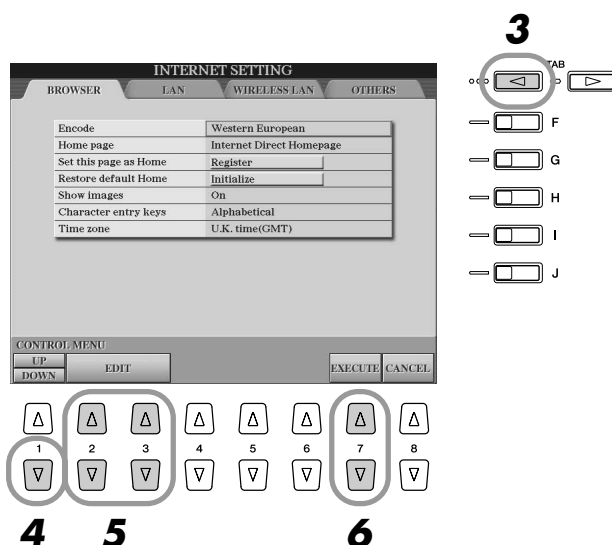 3
INTERNET SETTING
TAB
BROWSER LAN WIRELESS LAN OTHERS
Encode Western European
Home page Internet Direct Homepage
Set this page as Home Register
Restore default Home Initialize
Show images On
Character entry keys Alphabetical
Time zone U.K. time(GMT)
F
G
H
I
J
CONTROL MENU
UP
DOWN
EDIT
EXECUTE CANCEL
1 2 3 4 5 6 7 8
4 5 6